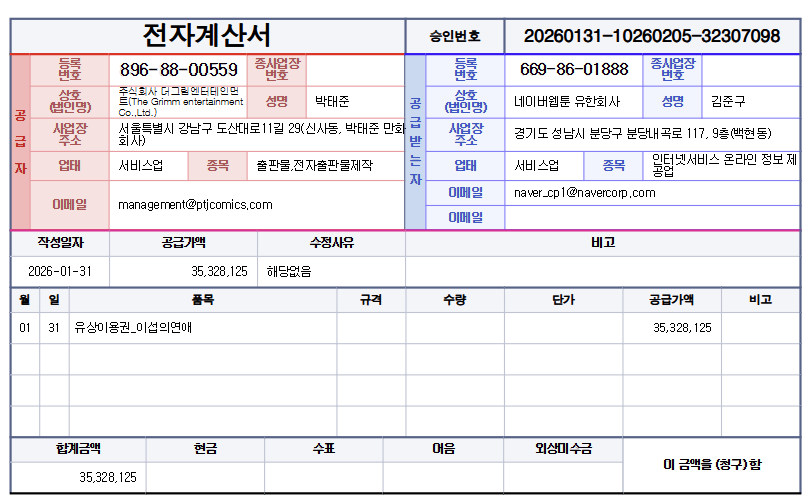 전자계산서
승인번호
20260131-10260205-32307098
공급자
등록번호
896-88-00559
종사업장번호
상호(법인명)
주식회사 더그림엔터테인먼트(The Grimm entertainment Co.,Ltd.)
성명
박태준
사업장주소
서울특별시 강남구 도산대로11길 29(신사동, 박태준 만화회사)
업태
서비스업
종목
출판물,전자출판물제작
이메일
management@ptjcomics.com
공급받는자
등록번호
669-86-01888
종사업장번호
상호(법인명)
네이버웹툰 유한회사
성명
김준구
사업장주소
경기도 성남시 분당구 분당내곡로 117, 9층(백현동)
업태
서비스업
종목
인터넷서비스 온라인 정보 제공업
이메일
naver_cp1@navercorp.com
이메일
작성일자 공급가액 수정사유 비고
2026-01-31 35,328,125 해당없음
월 일 품목 규격 수량 단가 공급가액 비고
01 31 유상이용권_이섭의연애 35,328,125
합계금액 현금 수표 어음 외상미수금
이 금액을 (청구) 함
35,328,125